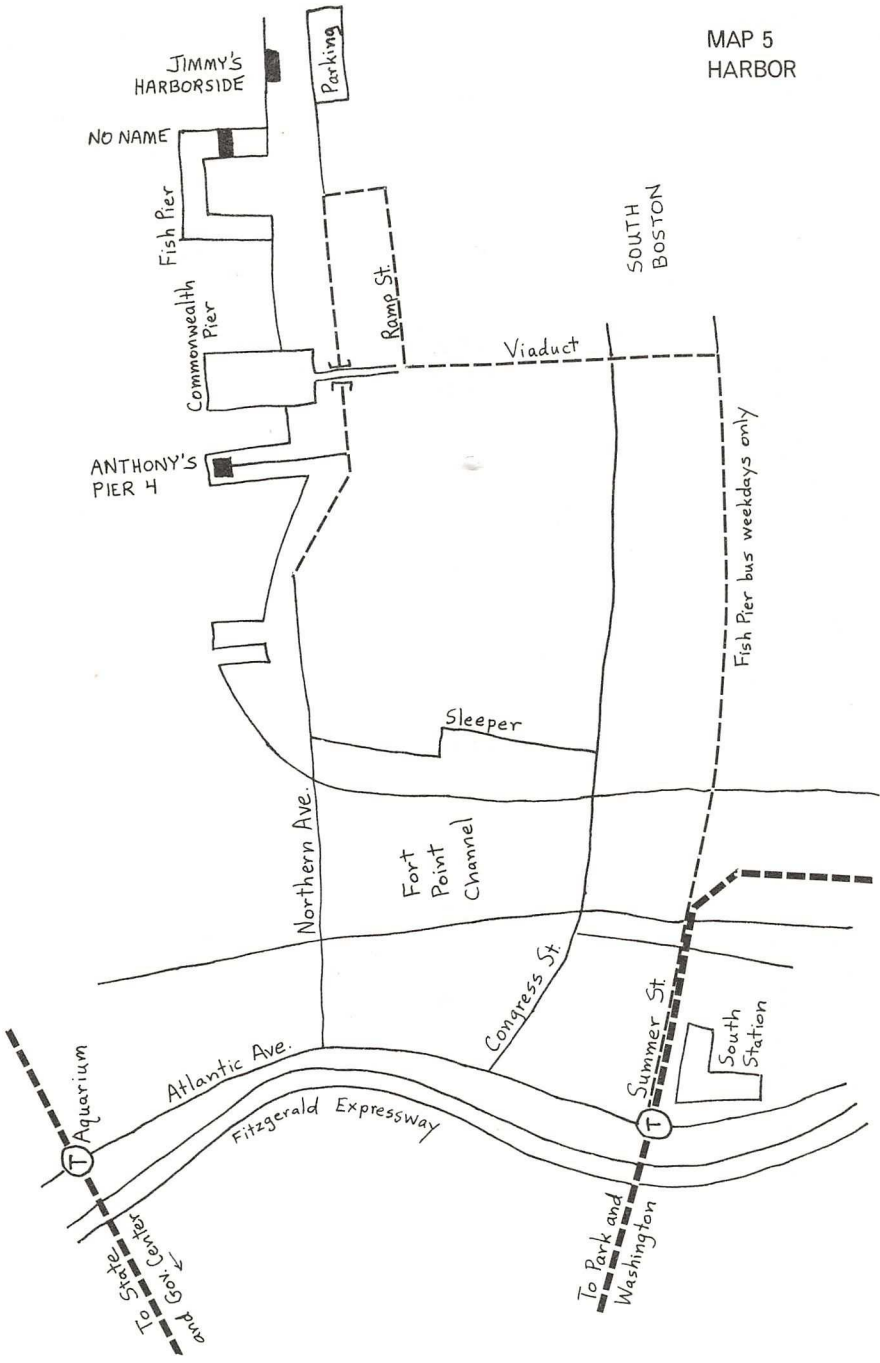 MAP 5
HARBOR
JIMMY'S
HARBORSIDE
Parking
NO NAME
Fish Pier
Commonwealth
Pier
Ramp St.
SOUTH
BOSTON
Viaduct
ANTHONY'S
PIER 4
Fish Pier bus weekdays only
Sleeper
Northern Ave.
Fort
Point
Channel
Congress St.
Summer St.
South
Station
Atlantic Ave.
Fitzgerald Expressway
T
Aquarium
T
To State
and Gov. Center
To Park and
Washington